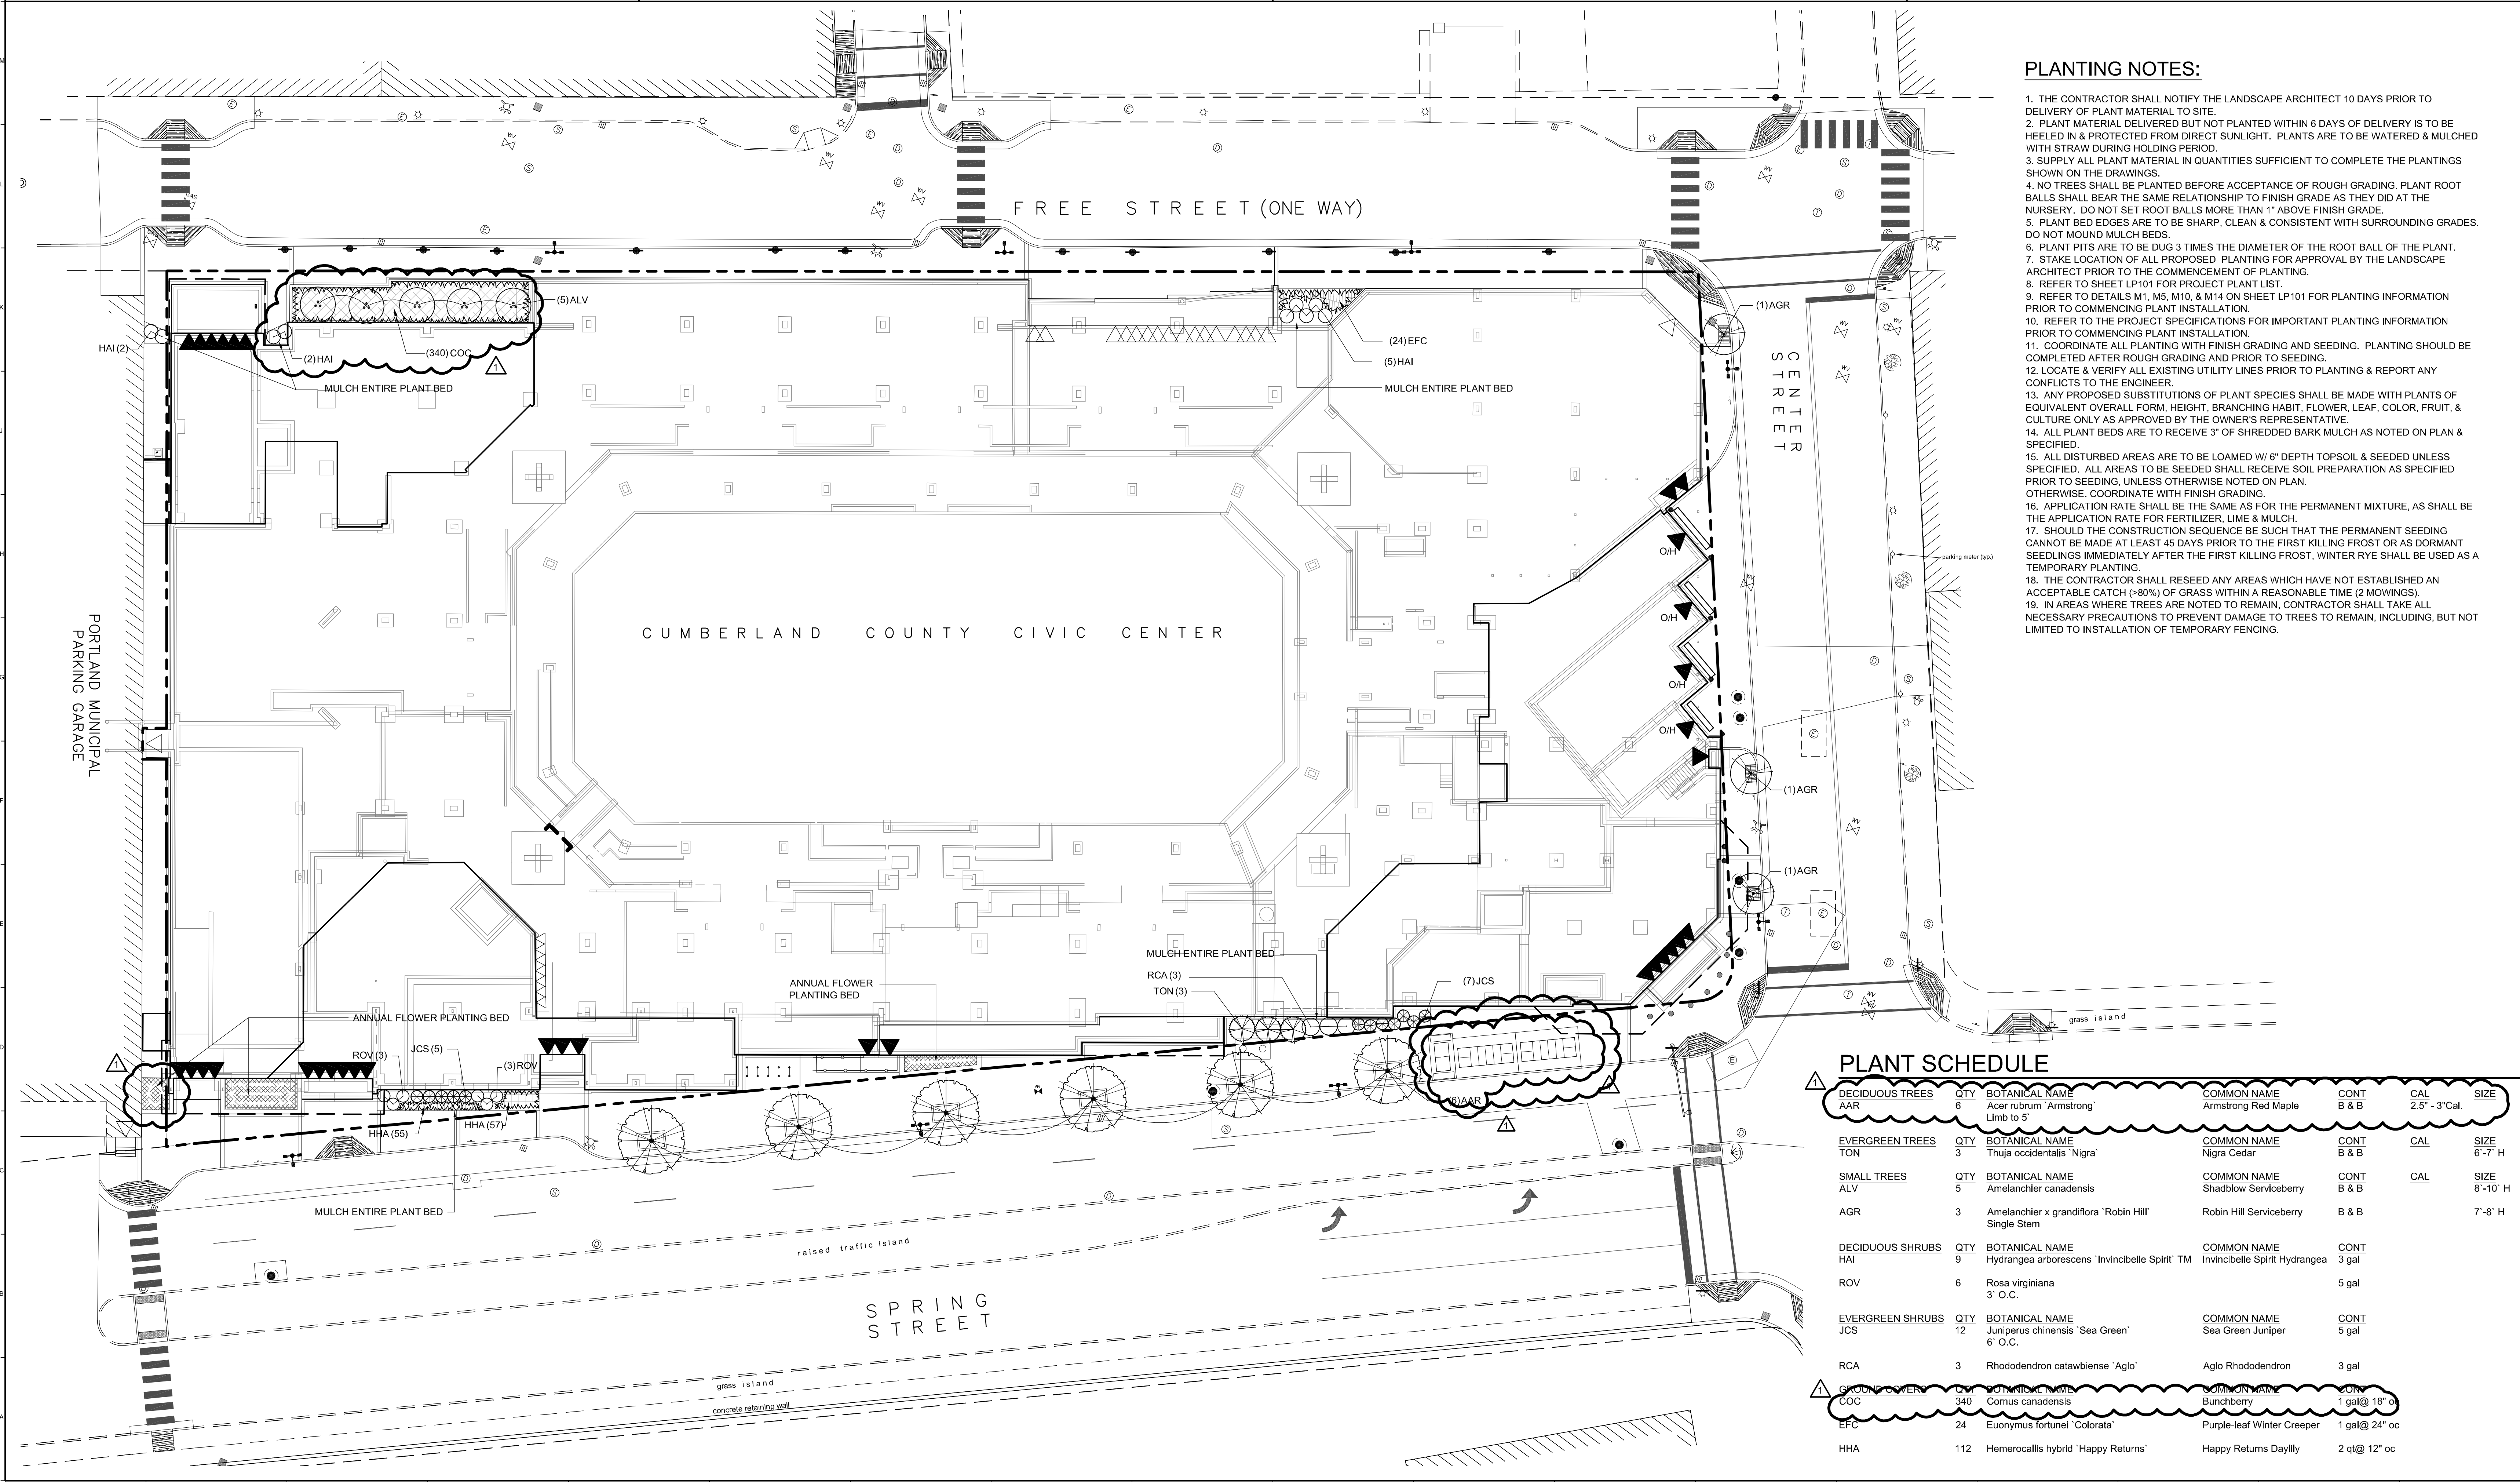 FREE STREET (ONE WAY)
(5) ALV
HAI (2)
(2) HAI
(340) COC
1
MULCH ENTIRE PLANT BED
(24) EFC
(5) HAI
MULCH ENTIRE PLANT BED
(1) AGR
CENTER
STREET
O/H
O/H
O/H
O/H
parking meter (typ.)
CUMBERLAND COUNTY CIVIC CENTER
PORTLAND MUNICIPAL
PARKING GARAGE
(1) AGR
(1) AGR
MULCH ENTIRE PLANT BED
RCA (3)
TON (3)
(7) JCS
ANNUAL FLOWER
PLANTING BED
ANNUAL FLOWER PLANTING BED
1
ROV (3)
JCS (5)
(3) ROV
HHA (55)
HHA (57)
(6) AAR
1
MULCH ENTIRE PLANT BED
grass island
raised traffic island
SPRING
STREET
grass island
concrete retaining wall
PLANTING NOTES:
1. THE CONTRACTOR SHALL NOTIFY THE LANDSCAPE ARCHITECT 10 DAYS PRIOR TO
DELIVERY OF PLANT MATERIAL TO SITE.
2. PLANT MATERIAL DELIVERED BUT NOT PLANTED WITHIN 6 DAYS OF DELIVERY IS TO BE
HEELED IN & PROTECTED FROM DIRECT SUNLIGHT. PLANTS ARE TO BE WATERED & MULCHED
WITH STRAW DURING HOLDING PERIOD.
3. SUPPLY ALL PLANT MATERIAL IN QUANTITIES SUFFICIENT TO COMPLETE THE PLANTINGS
SHOWN ON THE DRAWINGS.
4. NO TREES SHALL BE PLANTED BEFORE ACCEPTANCE OF ROUGH GRADING. PLANT ROOT
BALLS SHALL BEAR THE SAME RELATIONSHIP TO FINISH GRADE AS THEY DID AT THE
NURSERY. DO NOT SET ROOT BALLS MORE THAN 1" ABOVE FINISH GRADE.
5. PLANT BED EDGES ARE TO BE SHARP, CLEAN & CONSISTENT WITH SURROUNDING GRADES.
DO NOT MOUND MULCH BEDS.
6. PLANT PITS ARE TO BE DUG 3 TIMES THE DIAMETER OF THE ROOT BALL OF THE PLANT.
7. STAKE LOCATION OF ALL PROPOSED PLANTING FOR APPROVAL BY THE LANDSCAPE
ARCHITECT PRIOR TO THE COMMENCEMENT OF PLANTING.
8. REFER TO SHEET LP101 FOR PROJECT PLANT LIST.
9. REFER TO DETAILS M1, M5, M10, & M14 ON SHEET LP101 FOR PLANTING INFORMATION
PRIOR TO COMMENCING PLANT INSTALLATION.
10. REFER TO THE PROJECT SPECIFICATIONS FOR IMPORTANT PLANTING INFORMATION
PRIOR TO COMMENCING PLANT INSTALLATION.
11. COORDINATE ALL PLANTING WITH FINISH GRADING AND SEEDING. PLANTING SHOULD BE
COMPLETED AFTER ROUGH GRADING AND PRIOR TO SEEDING.
12. LOCATE & VERIFY ALL EXISTING UTILITY LINES PRIOR TO PLANTING & REPORT ANY
CONFLICTS TO THE ENGINEER.
13. ANY PROPOSED SUBSTITUTIONS OF PLANT SPECIES SHALL BE MADE WITH PLANTS OF
EQUIVALENT OVERALL FORM, HEIGHT, BRANCHING HABIT, FLOWER, LEAF, COLOR, FRUIT, &
CULTURE ONLY AS APPROVED BY THE OWNER'S REPRESENTATIVE.
14. ALL PLANT BEDS ARE TO RECEIVE 3" OF SHREDDED BARK MULCH AS NOTED ON PLAN &
SPECIFIED.
15. ALL DISTURBED AREAS ARE TO BE LOAMED W/ 6" DEPTH TOPSOIL & SEEDED UNLESS
SPECIFIED. ALL AREAS TO BE SEEDED SHALL RECEIVE SOIL PREPARATION AS SPECIFIED
PRIOR TO SEEDING, UNLESS OTHERWISE NOTED ON PLAN.
OTHERWISE. COORDINATE WITH FINISH GRADING.
16. APPLICATION RATE SHALL BE THE SAME AS FOR THE PERMANENT MIXTURE, AS SHALL BE
THE APPLICATION RATE FOR FERTILIZER, LIME & MULCH.
17. SHOULD THE CONSTRUCTION SEQUENCE BE SUCH THAT THE PERMANENT SEEDING
CANNOT BE MADE AT LEAST 45 DAYS PRIOR TO THE FIRST KILLING FROST OR AS DORMANT
SEEDLINGS IMMEDIATELY AFTER THE FIRST KILLING FROST, WINTER RYE SHALL BE USED AS A
TEMPORARY PLANTING.
18. THE CONTRACTOR SHALL RESEED ANY AREAS WHICH HAVE NOT ESTABLISHED AN
ACCEPTABLE CATCH (>80%) OF GRASS WITHIN A REASONABLE TIME (2 MOWINGS).
19. IN AREAS WHERE TREES ARE NOTED TO REMAIN, CONTRACTOR SHALL TAKE ALL
NECESSARY PRECAUTIONS TO PREVENT DAMAGE TO TREES TO REMAIN, INCLUDING, BUT NOT
LIMITED TO INSTALLATION OF TEMPORARY FENCING.
PLANT SCHEDULE
1
DECIDUOUS TREES QTY BOTANICAL NAME COMMON NAME CONT CAL SIZE
AAR 6 Acer rubrum `Armstrong` Armstrong Red Maple B & B 2.5" - 3"Cal.
Limb to 5`
EVERGREEN TREES QTY BOTANICAL NAME COMMON NAME CONT CAL SIZE
TON 3 Thuja occidentalis `Nigra` Nigra Cedar B & B 6`-7` H
SMALL TREES QTY BOTANICAL NAME COMMON NAME CONT CAL SIZE
ALV 5 Amelanchier canadensis Shadblow Serviceberry B & B 8`-10` H
AGR 3 Amelanchier x grandiflora `Robin Hill` Robin Hill Serviceberry B & B 7`-8` H
Single Stem
DECIDUOUS SHRUBS QTY BOTANICAL NAME COMMON NAME CONT
HAI 9 Hydrangea arborescens `Invincibelle Spirit` TM Invincibelle Spirit Hydrangea 3 gal
ROV 6 Rosa virginiana 5 gal
3` O.C.
EVERGREEN SHRUBS QTY BOTANICAL NAME COMMON NAME CONT
JCS 12 Juniperus chinensis `Sea Green` Sea Green Juniper 5 gal
6` O.C.
RCA 3 Rhododendron catawbiense `Aglo` Aglo Rhododendron 3 gal
1
GROUND COVERS QTY BOTANICAL NAME COMMON NAME CONT
COC 340 Cornus canadensis Bunchberry 1 gal@ 18" oc
EFC 24 Euonymus fortunei `Colorata` Purple-leaf Winter Creeper 1 gal@ 24" oc
HHA 112 Hemerocallis hybrid `Happy Returns` Happy Returns Daylily 2 qt@ 12" oc